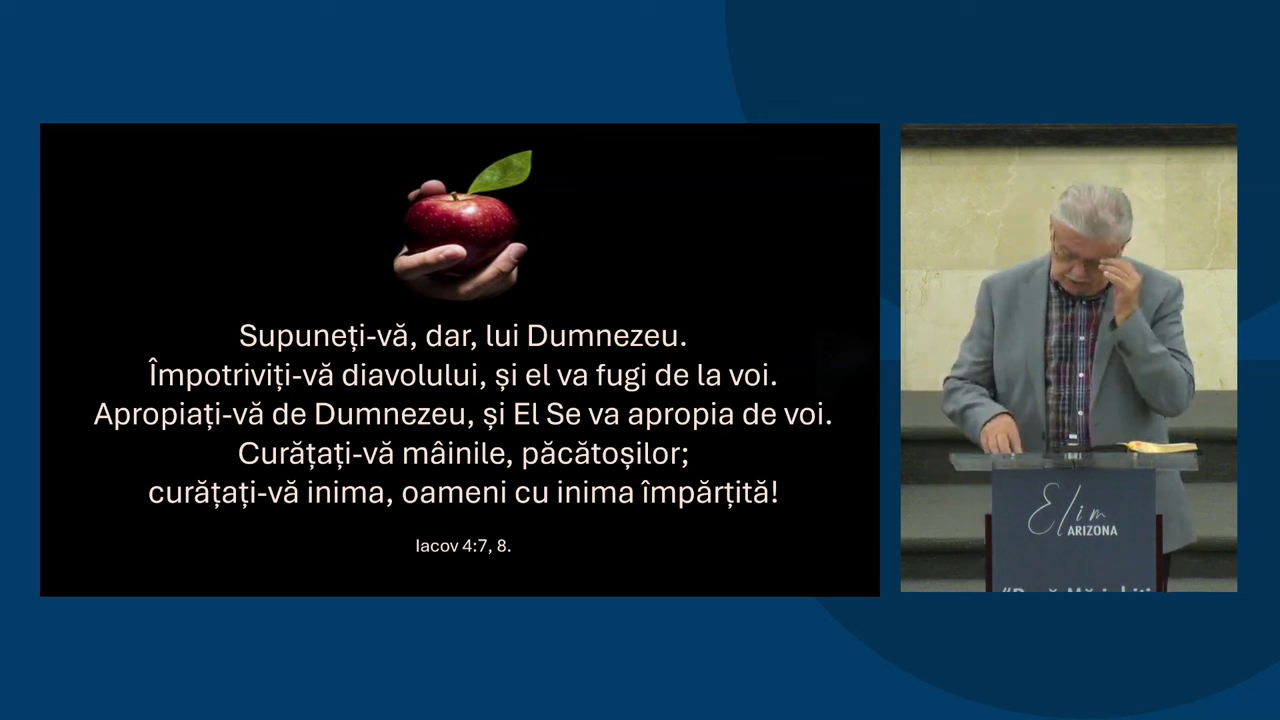 Supuneți-vă, dar, lui Dumnezeu.
Împotriviți-vă diavolului, și el va fugi de la voi.
Apropiați-vă de Dumnezeu, și El Se va apropia de voi.
Curățați-vă mâinile, păcătoșilor;
curățați-vă inima, oameni cu inima împărțită!
Iacov 4:7, 8.
Elim
ARIZONA